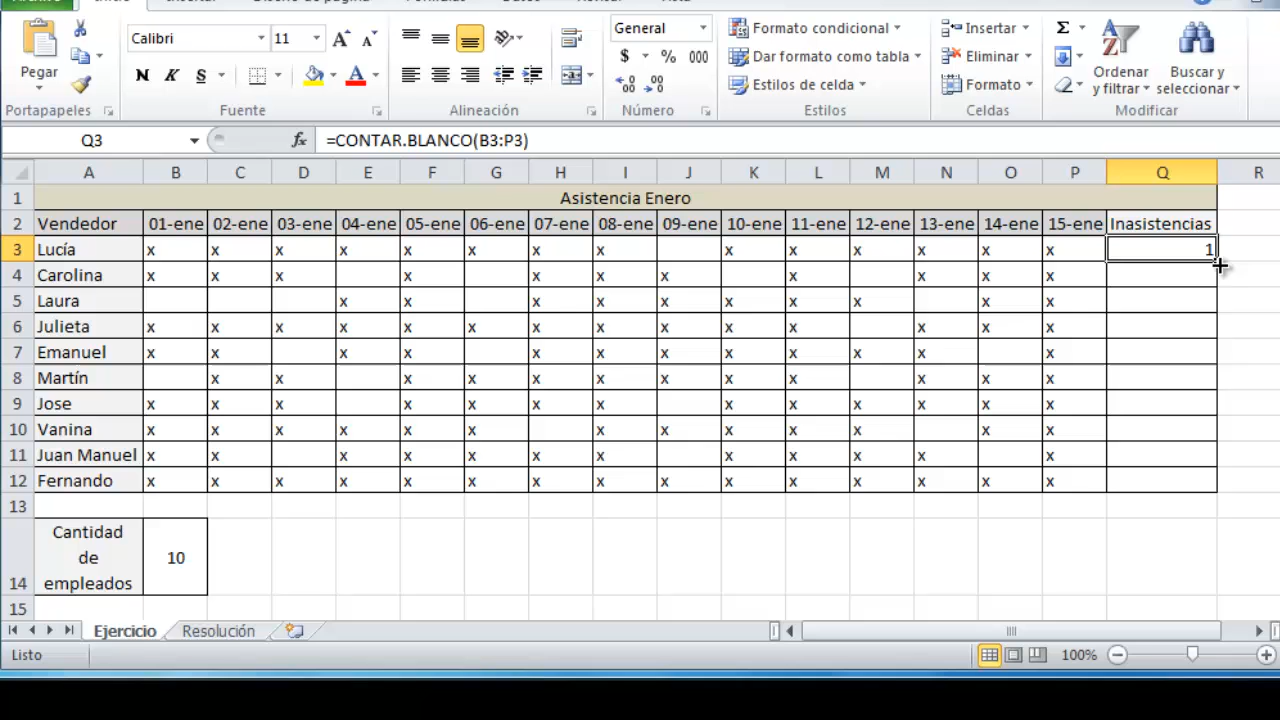 Pegar
Calibri 11
N K S
General
$ % 000
Formato condicional
Dar formato como tabla
Estilos de celda
Insertar
Eliminar
Formato
Σ
Ordenar
y filtrar
Buscar y
seleccionar
Portapapeles Fuente Alineación Número Estilos Celdas Modificar
Q3 fx =CONTAR.BLANCO(B3:P3)
A B C D E F G H I J K L M N O P Q R
1 Asistencia Enero
2 Vendedor 01-ene 02-ene 03-ene 04-ene 05-ene 06-ene 07-ene 08-ene 09-ene 10-ene 11-ene 12-ene 13-ene 14-ene 15-ene Inasistencias
3 Lucía x x x x x x x x x x x x x x 1
4 Carolina x x x x x x x x x x x
5 Laura x x x x x x x x x x
6 Julieta x x x x x x x x x x x x x x
7 Emanuel x x x x x x x x x x x x
8 Martín x x x x x x x x x x x x
9 Jose x x x x x x x x x x x x x
10 Vanina x x x x x x x x x x x x x
11 Juan Manuel x x x x x x x x x x x x
12 Fernando x x x x x x x x x x x x x x x
13
Cantidad
de
empleados
14 10
15
Ejercicio Resolución
Listo 100%